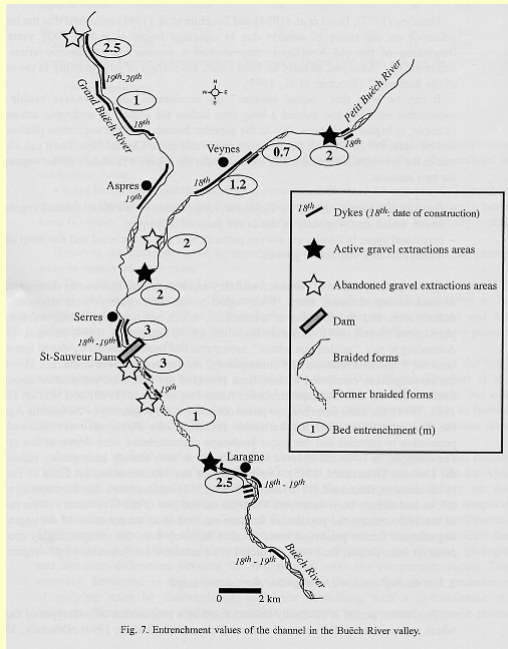 2.5
19th-20th
Grand Buëch River
1
18th
N
Petit Buëch River
Veynes
0.7
2
18th
18th
1.2
Aspres
19th
2
2
Serres
18th-19th
3
St-Sauveur Dam
3
19th
1
Laragne
2.5
18th - 19th
18th - 19th
Buëch River
0 2 km
18th Dykes (18th: date of construction)
Active gravel extractions areas
Abandoned gravel extractions areas
Dam
Braided forms
Former braided forms
1 Bed entrenchment (m)
Fig. 7. Entrenchment values of the channel in the Buëch River valley.